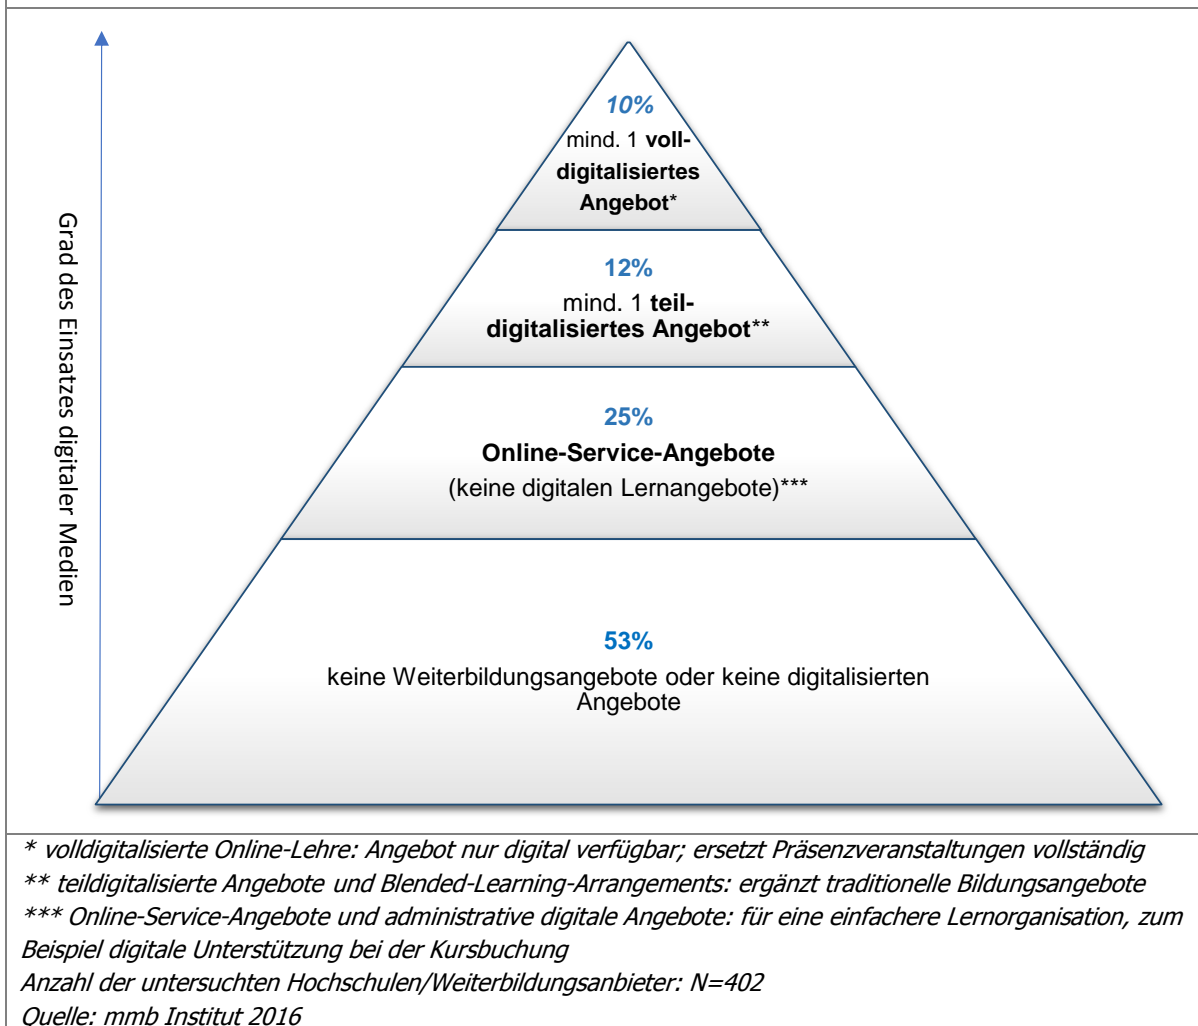 Grad des Einsatzes digitaler Medien
10%
mind. 1 voll-
digitalisiertes
Angebot*
12%
mind. 1 teil-
digitalisiertes Angebot**
25%
Online-Service-Angebote
(keine digitalen Lernangebote)***
53%
keine Weiterbildungsangebote oder keine digitalisierten
Angebote
* volldigitalisierte Online-Lehre: Angebot nur digital verfügbar; ersetzt Präsenzveranstaltungen vollständig
** teildigitalisierte Angebote und Blended-Learning-Arrangements: ergänzt traditionelle Bildungsangebote
*** Online-Service-Angebote und administrative digitale Angebote: für eine einfachere Lernorganisation, zum
Beispiel digitale Unterstützung bei der Kursbuchung
Anzahl der untersuchten Hochschulen/Weiterbildungsanbieter: N=402
Quelle: mmb Institut 2016